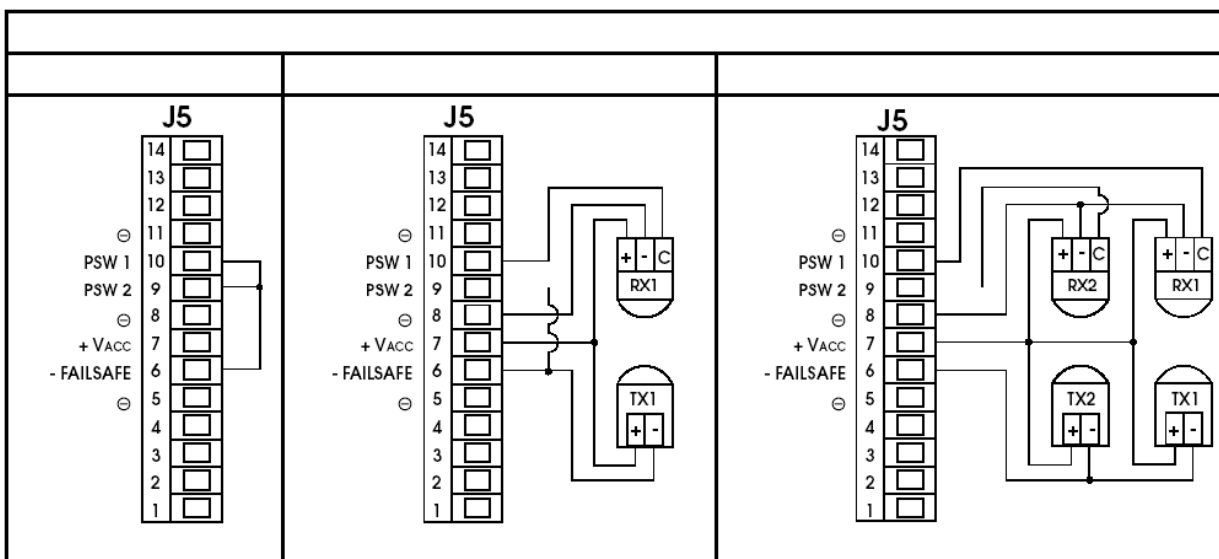 J5
14
13
12
⊖ 11
PSW 1 10
PSW 2 9
⊖ 8
+ VACC 7
- FAILSAFE 6
⊖ 5
4
3
2
1
J5
14
13
12
⊖ 11
PSW 1 10
PSW 2 9
⊖ 8
+ VACC 7
- FAILSAFE 6
⊖ 5
4
3
2
1
+ - C
RX1
TX1
+ -
J5
14
13
12
⊖ 11
PSW 1 10
PSW 2 9
⊖ 8
+ VACC 7
- FAILSAFE 6
⊖ 5
4
3
2
1
+ - C
RX2
+ - C
RX1
TX2
+ -
TX1
+ -